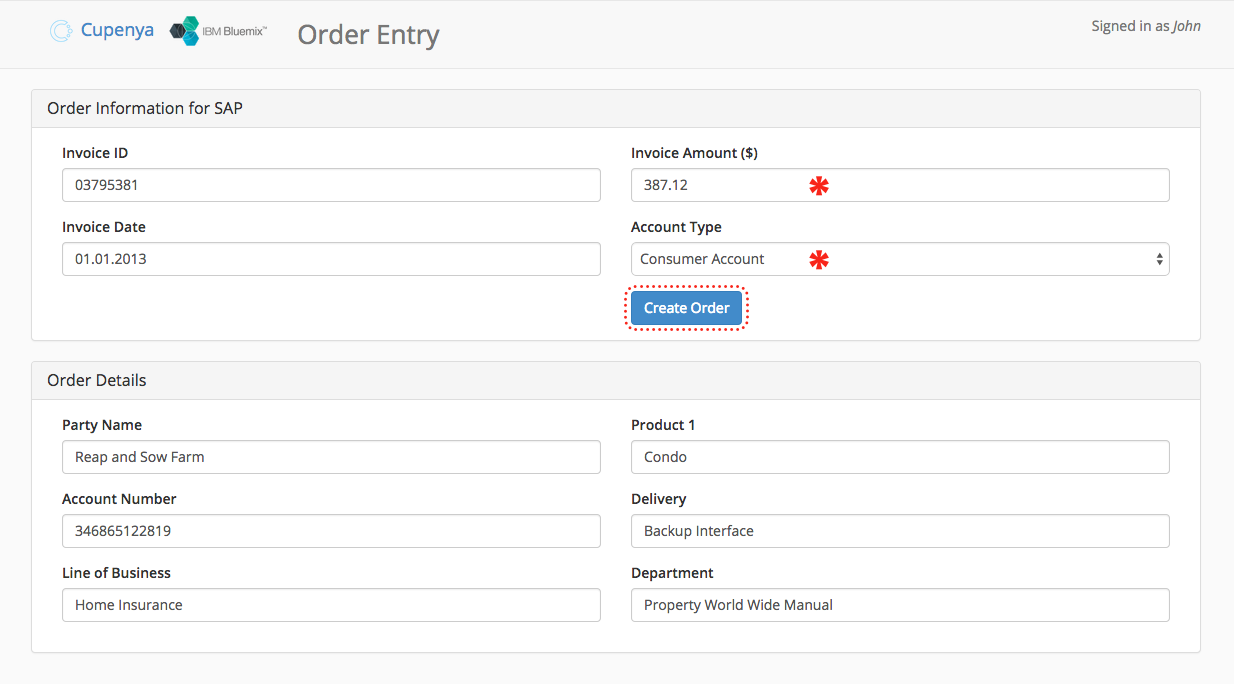 Cupenya IBM Bluemix™ Order Entry Signed in as John
Order Information for SAP
Invoice ID Invoice Amount ($)
03795381 387.12
Invoice Date Account Type
01.01.2013 Consumer Account
Create Order
Order Details
Party Name Product 1
Reap and Sow Farm Condo
Account Number Delivery
346865122819 Backup Interface
Line of Business Department
Home Insurance Property World Wide Manual